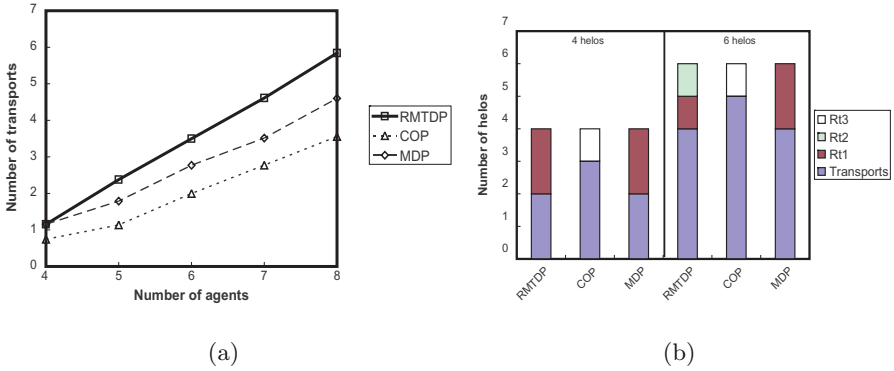 Number of transports
7
6
5
4
3
2
1
0
4
5
6
7
8
Number of agents
RMTDP
COP
MDP
(a)
Number of helos
7
6
5
4
3
2
1
0
4 helos
6 helos
RMTDP
COP
MDP
RMTDP
COP
MDP
Rt3
Rt2
Rt1
Transports
(b)